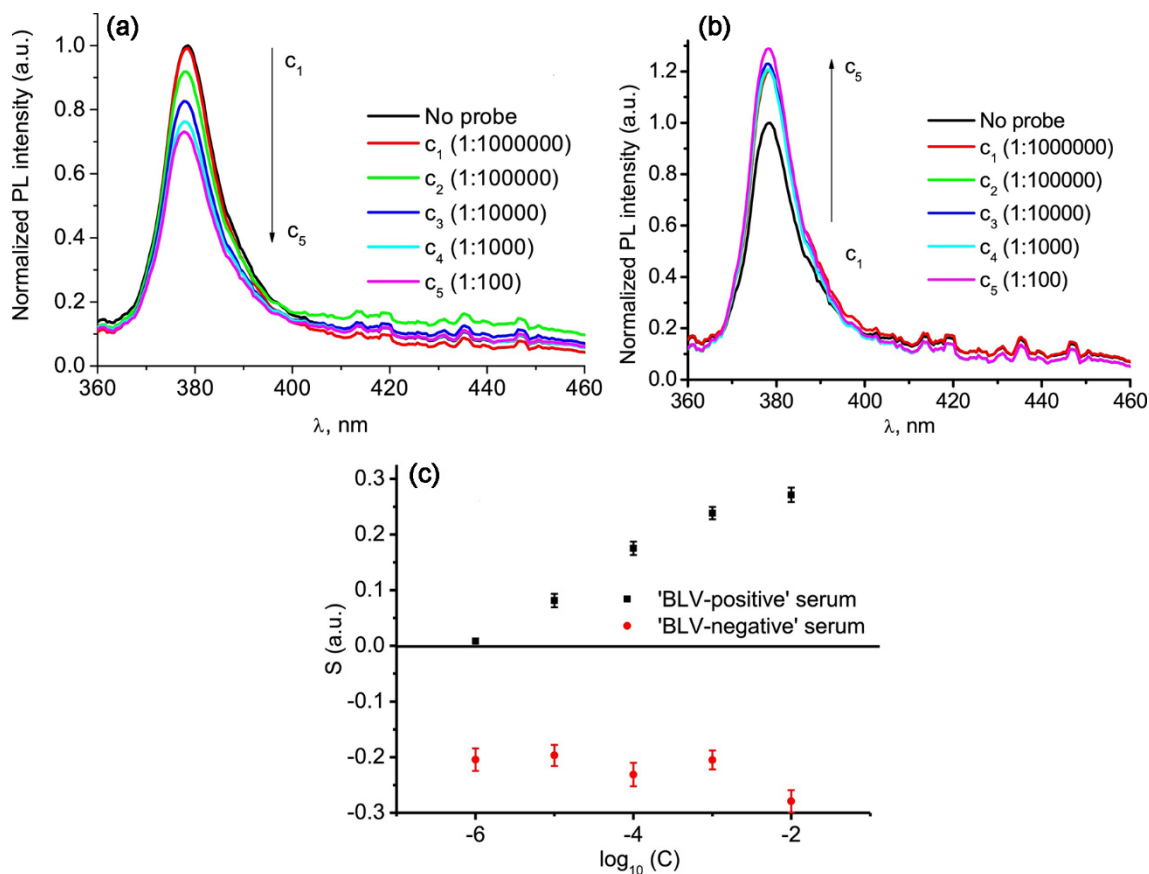 (a)
Normalized PL intensity (a.u.)
1.0
0.8
0.6
0.4
0.2
0.0
c1
c5
No probe
c1 (1:1000000)
c2 (1:100000)
c3 (1:10000)
c4 (1:1000)
c5 (1:100)
360 380 400 420 440 460
λ, nm
(b)
Normalized PL intensity (a.u.)
1.2
1.0
0.8
0.6
0.4
0.2
0.0
c5
c1
No probe
c1 (1:1000000)
c2 (1:100000)
c3 (1:10000)
c4 (1:1000)
c5 (1:100)
360 380 400 420 440 460
λ, nm
(c)
S (a.u.)
0.3
0.2
0.1
0.0
-0.1
-0.2
-0.3
'BLV-positive' serum
'BLV-negative' serum
-6 -4 -2
log10 (C)